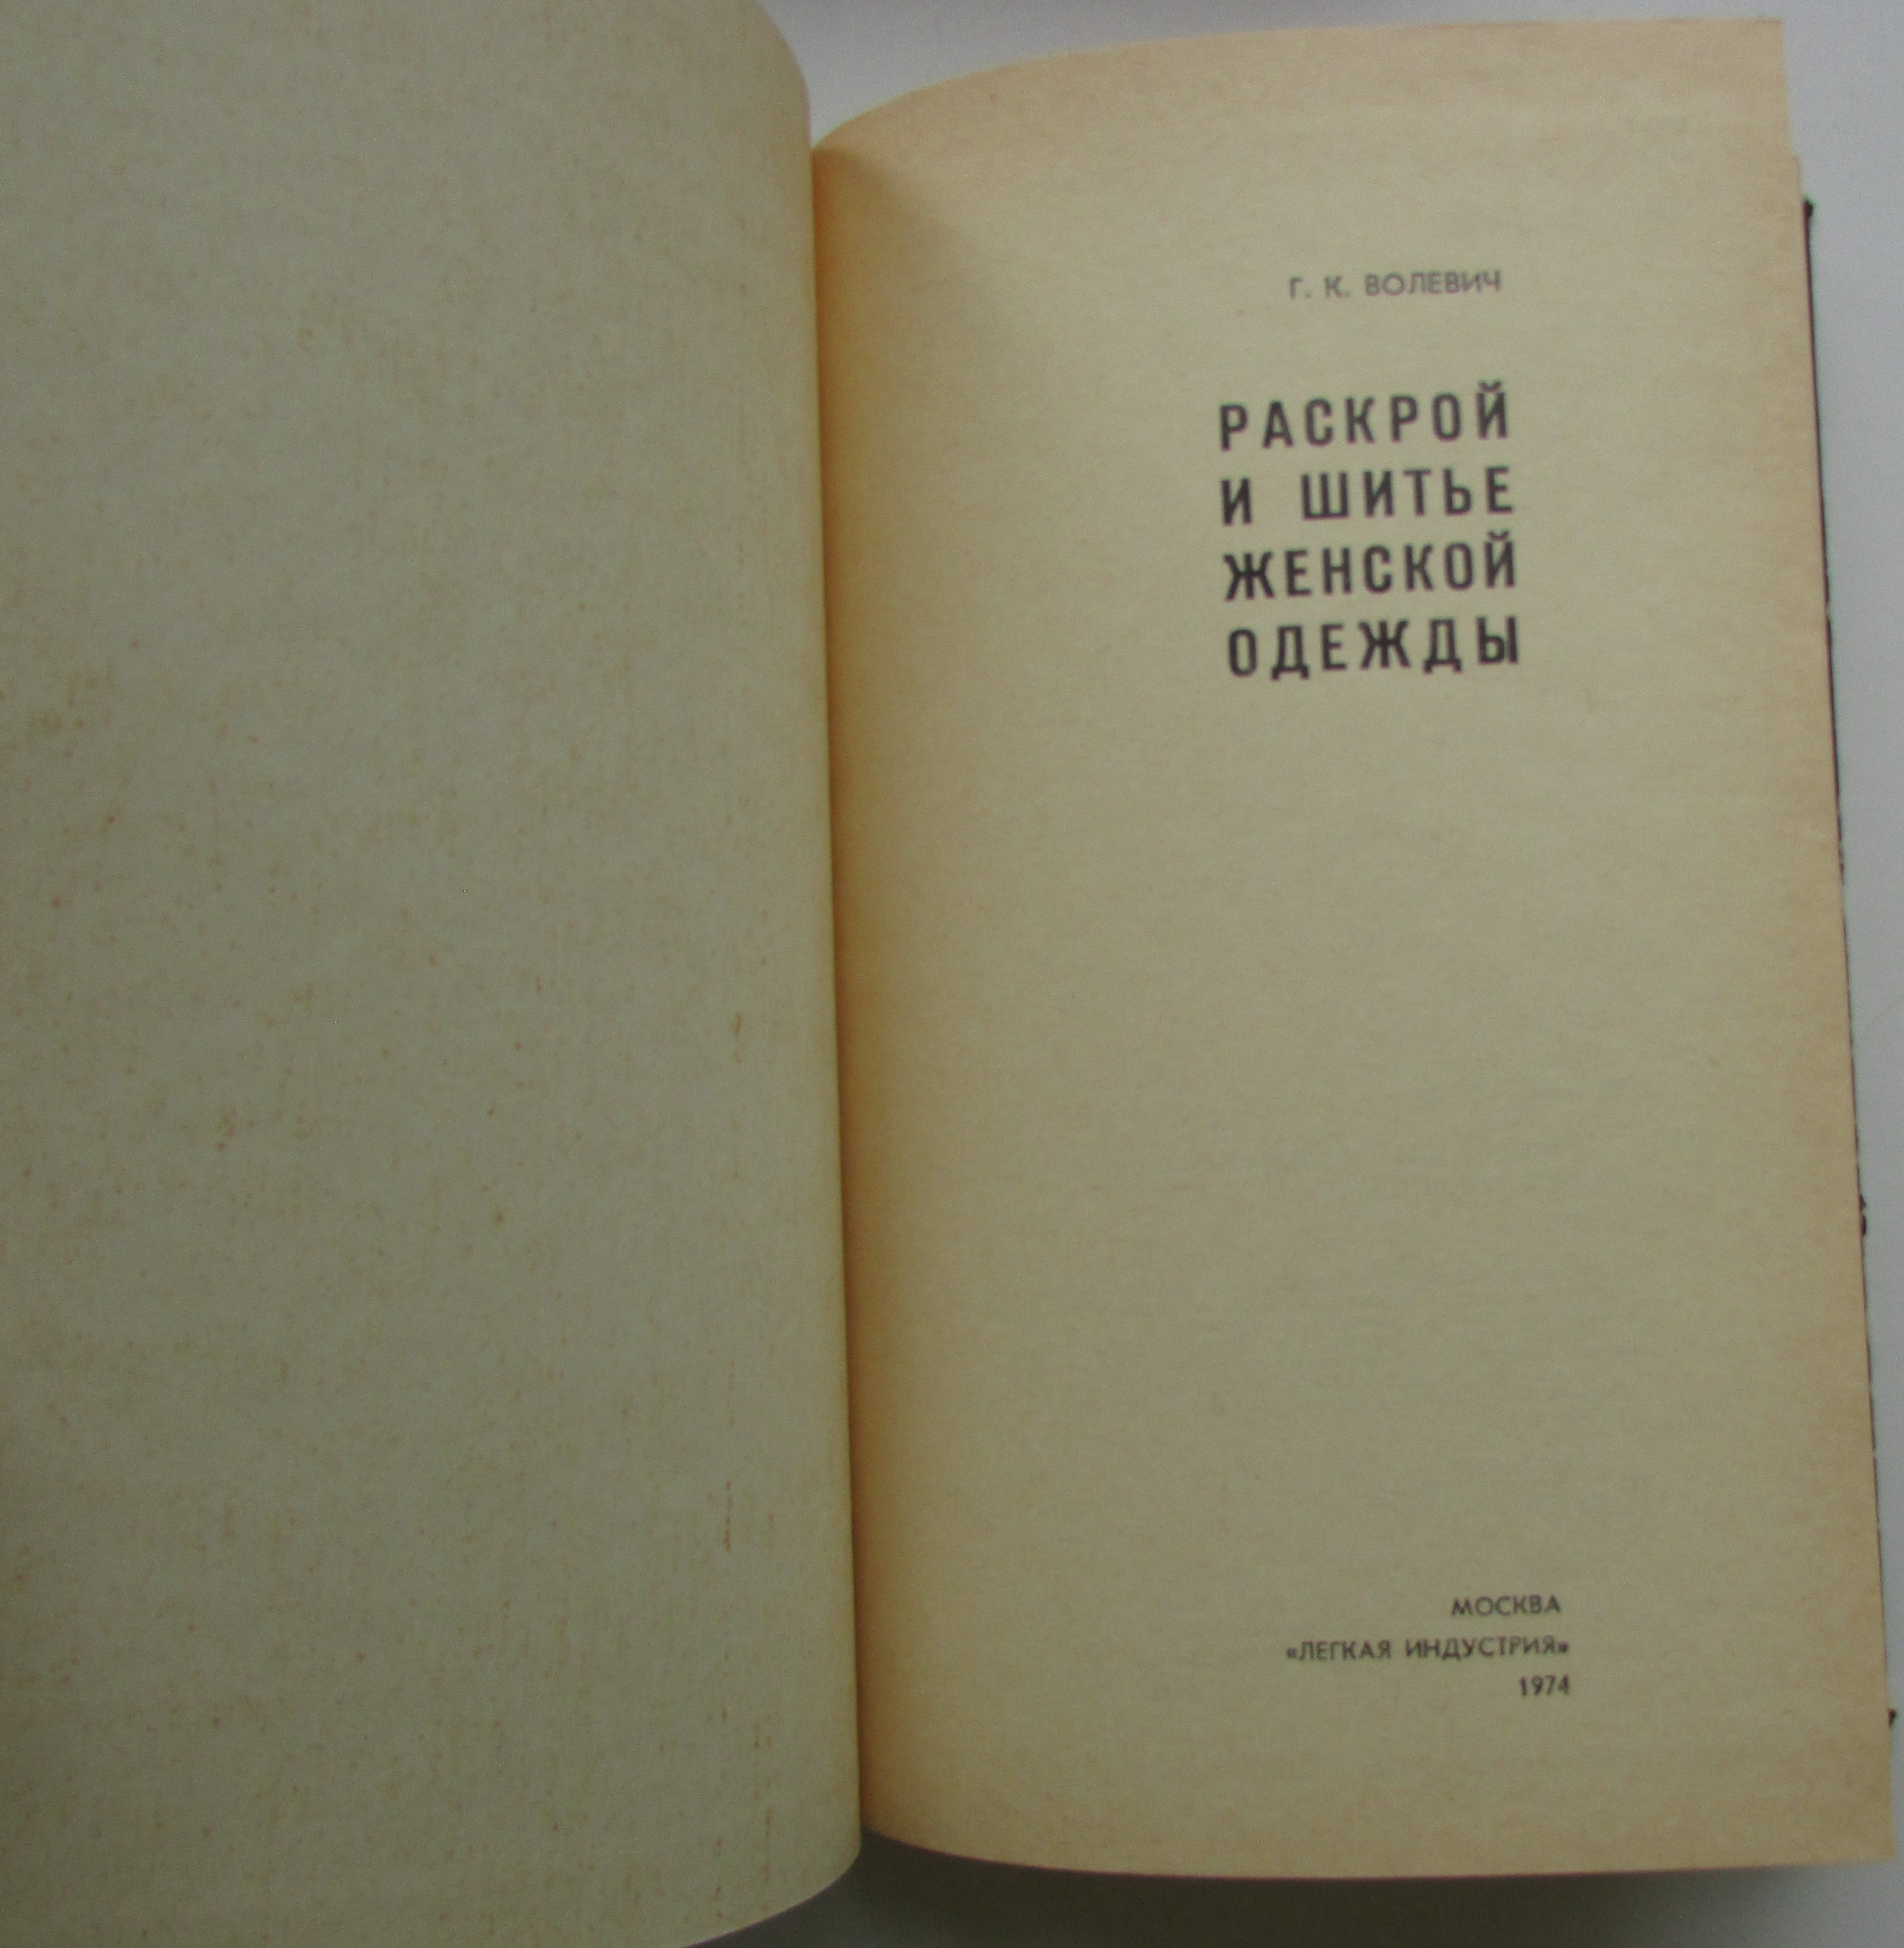 Г. К. ВОЛЕВИЧ
РАСКРОЙ
И ШИТЬЕ
ЖЕНСКОЙ
ОДЕЖДЫ
МОСКВА
«ЛЕГКАЯ ИНДУСТРИЯ»
1974